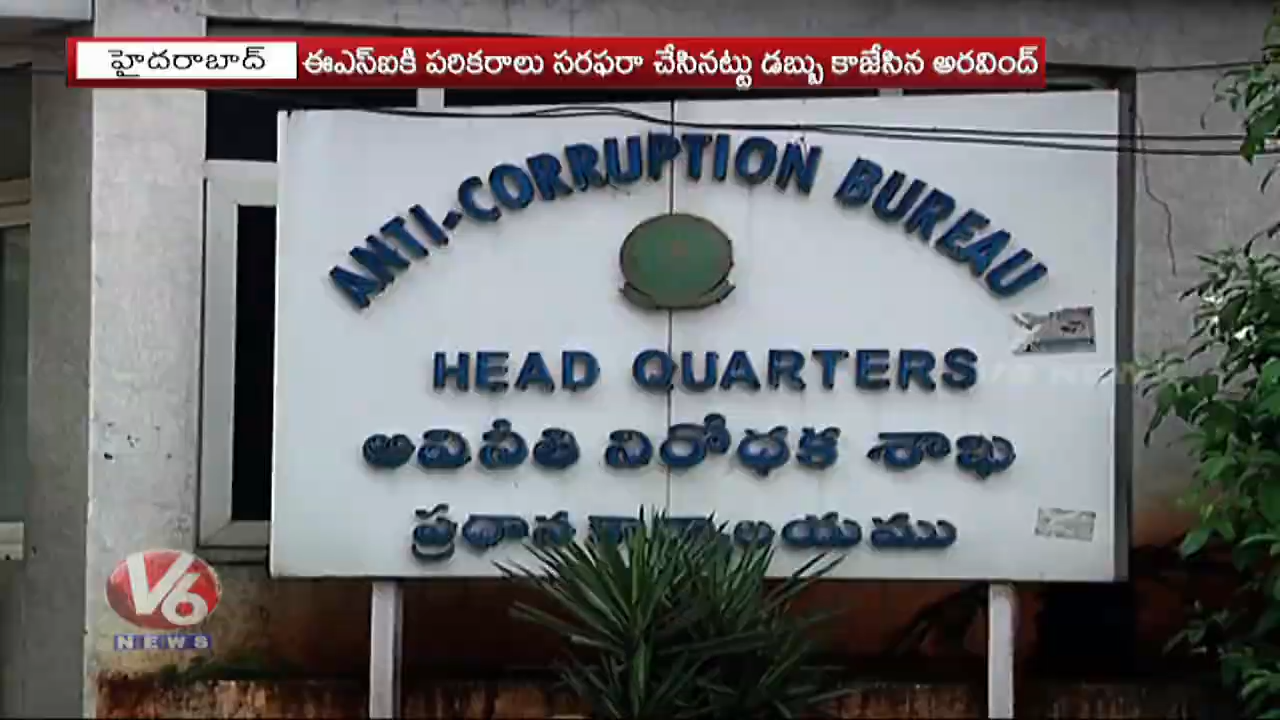 హైదరాబాద్ ఈఎస్ఐకి పరికరాలు సరఫరా చేసినట్టు డబ్బు కాజేసిన అరవింద్
ANTI-CORRUPTION BUREAU
HEAD QUARTERS
అవినీతి నిరోధక శాఖ
ప్రధాన కార్యాలయము
V6
NEWS